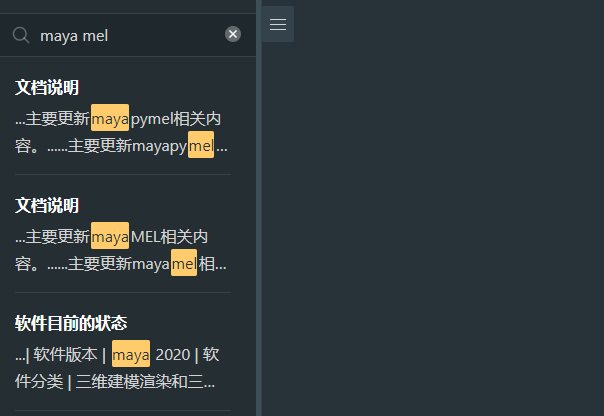 maya mel
文档说明
...主要更新mayapymel相关内
容。......主要更新mayapymel...
文档说明
...主要更新mayaMEL相关内
容。......主要更新mayamel相...
软件目前的状态
...| 软件版本 | maya 2020 | 软
件分类 | 三维建模渲染和三...